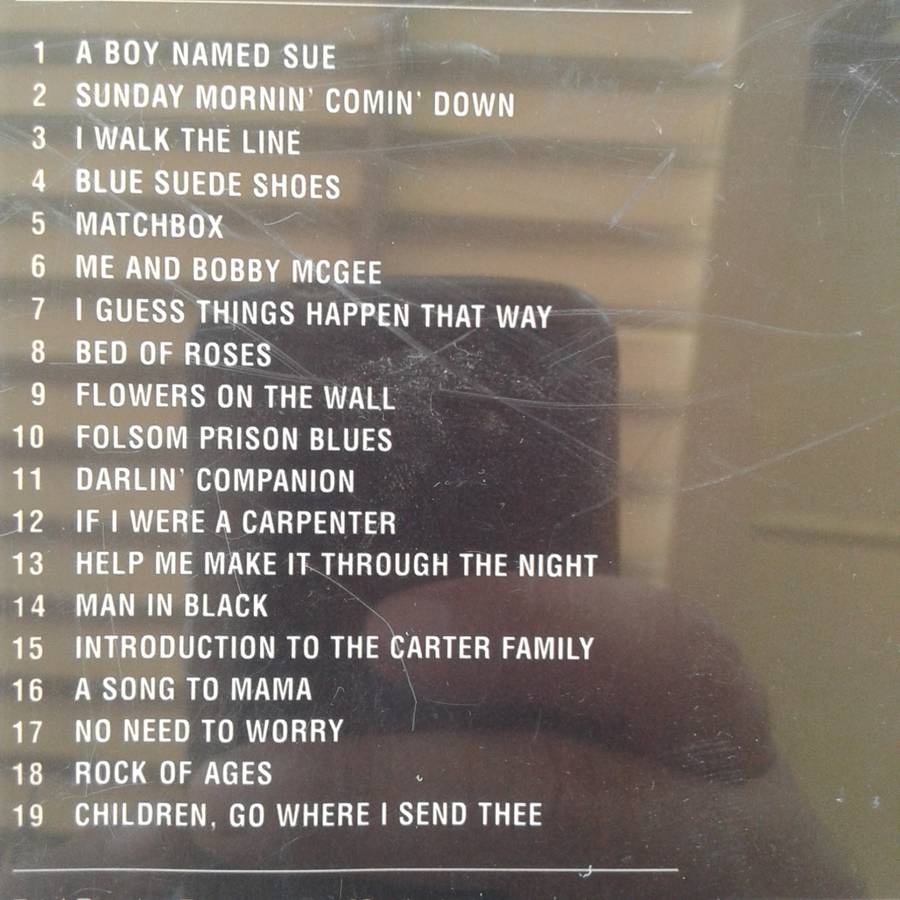 1 A BOY NAMED SUE
2 SUNDAY MORNIN' COMIN' DOWN
3 I WALK THE LINE
4 BLUE SUEDE SHOES
5 MATCHBOX
6 ME AND BOBBY MCGEE
7 I GUESS THINGS HAPPEN THAT WAY
8 BED OF ROSES
9 FLOWERS ON THE WALL
10 FOLSOM PRISON BLUES
11 DARLIN' COMPANION
12 IF I WERE A CARPENTER
13 HELP ME MAKE IT THROUGH THE NIGHT
14 MAN IN BLACK
15 INTRODUCTION TO THE CARTER FAMILY
16 A SONG TO MAMA
17 NO NEED TO WORRY
18 ROCK OF AGES
19 CHILDREN, GO WHERE I SEND THEE